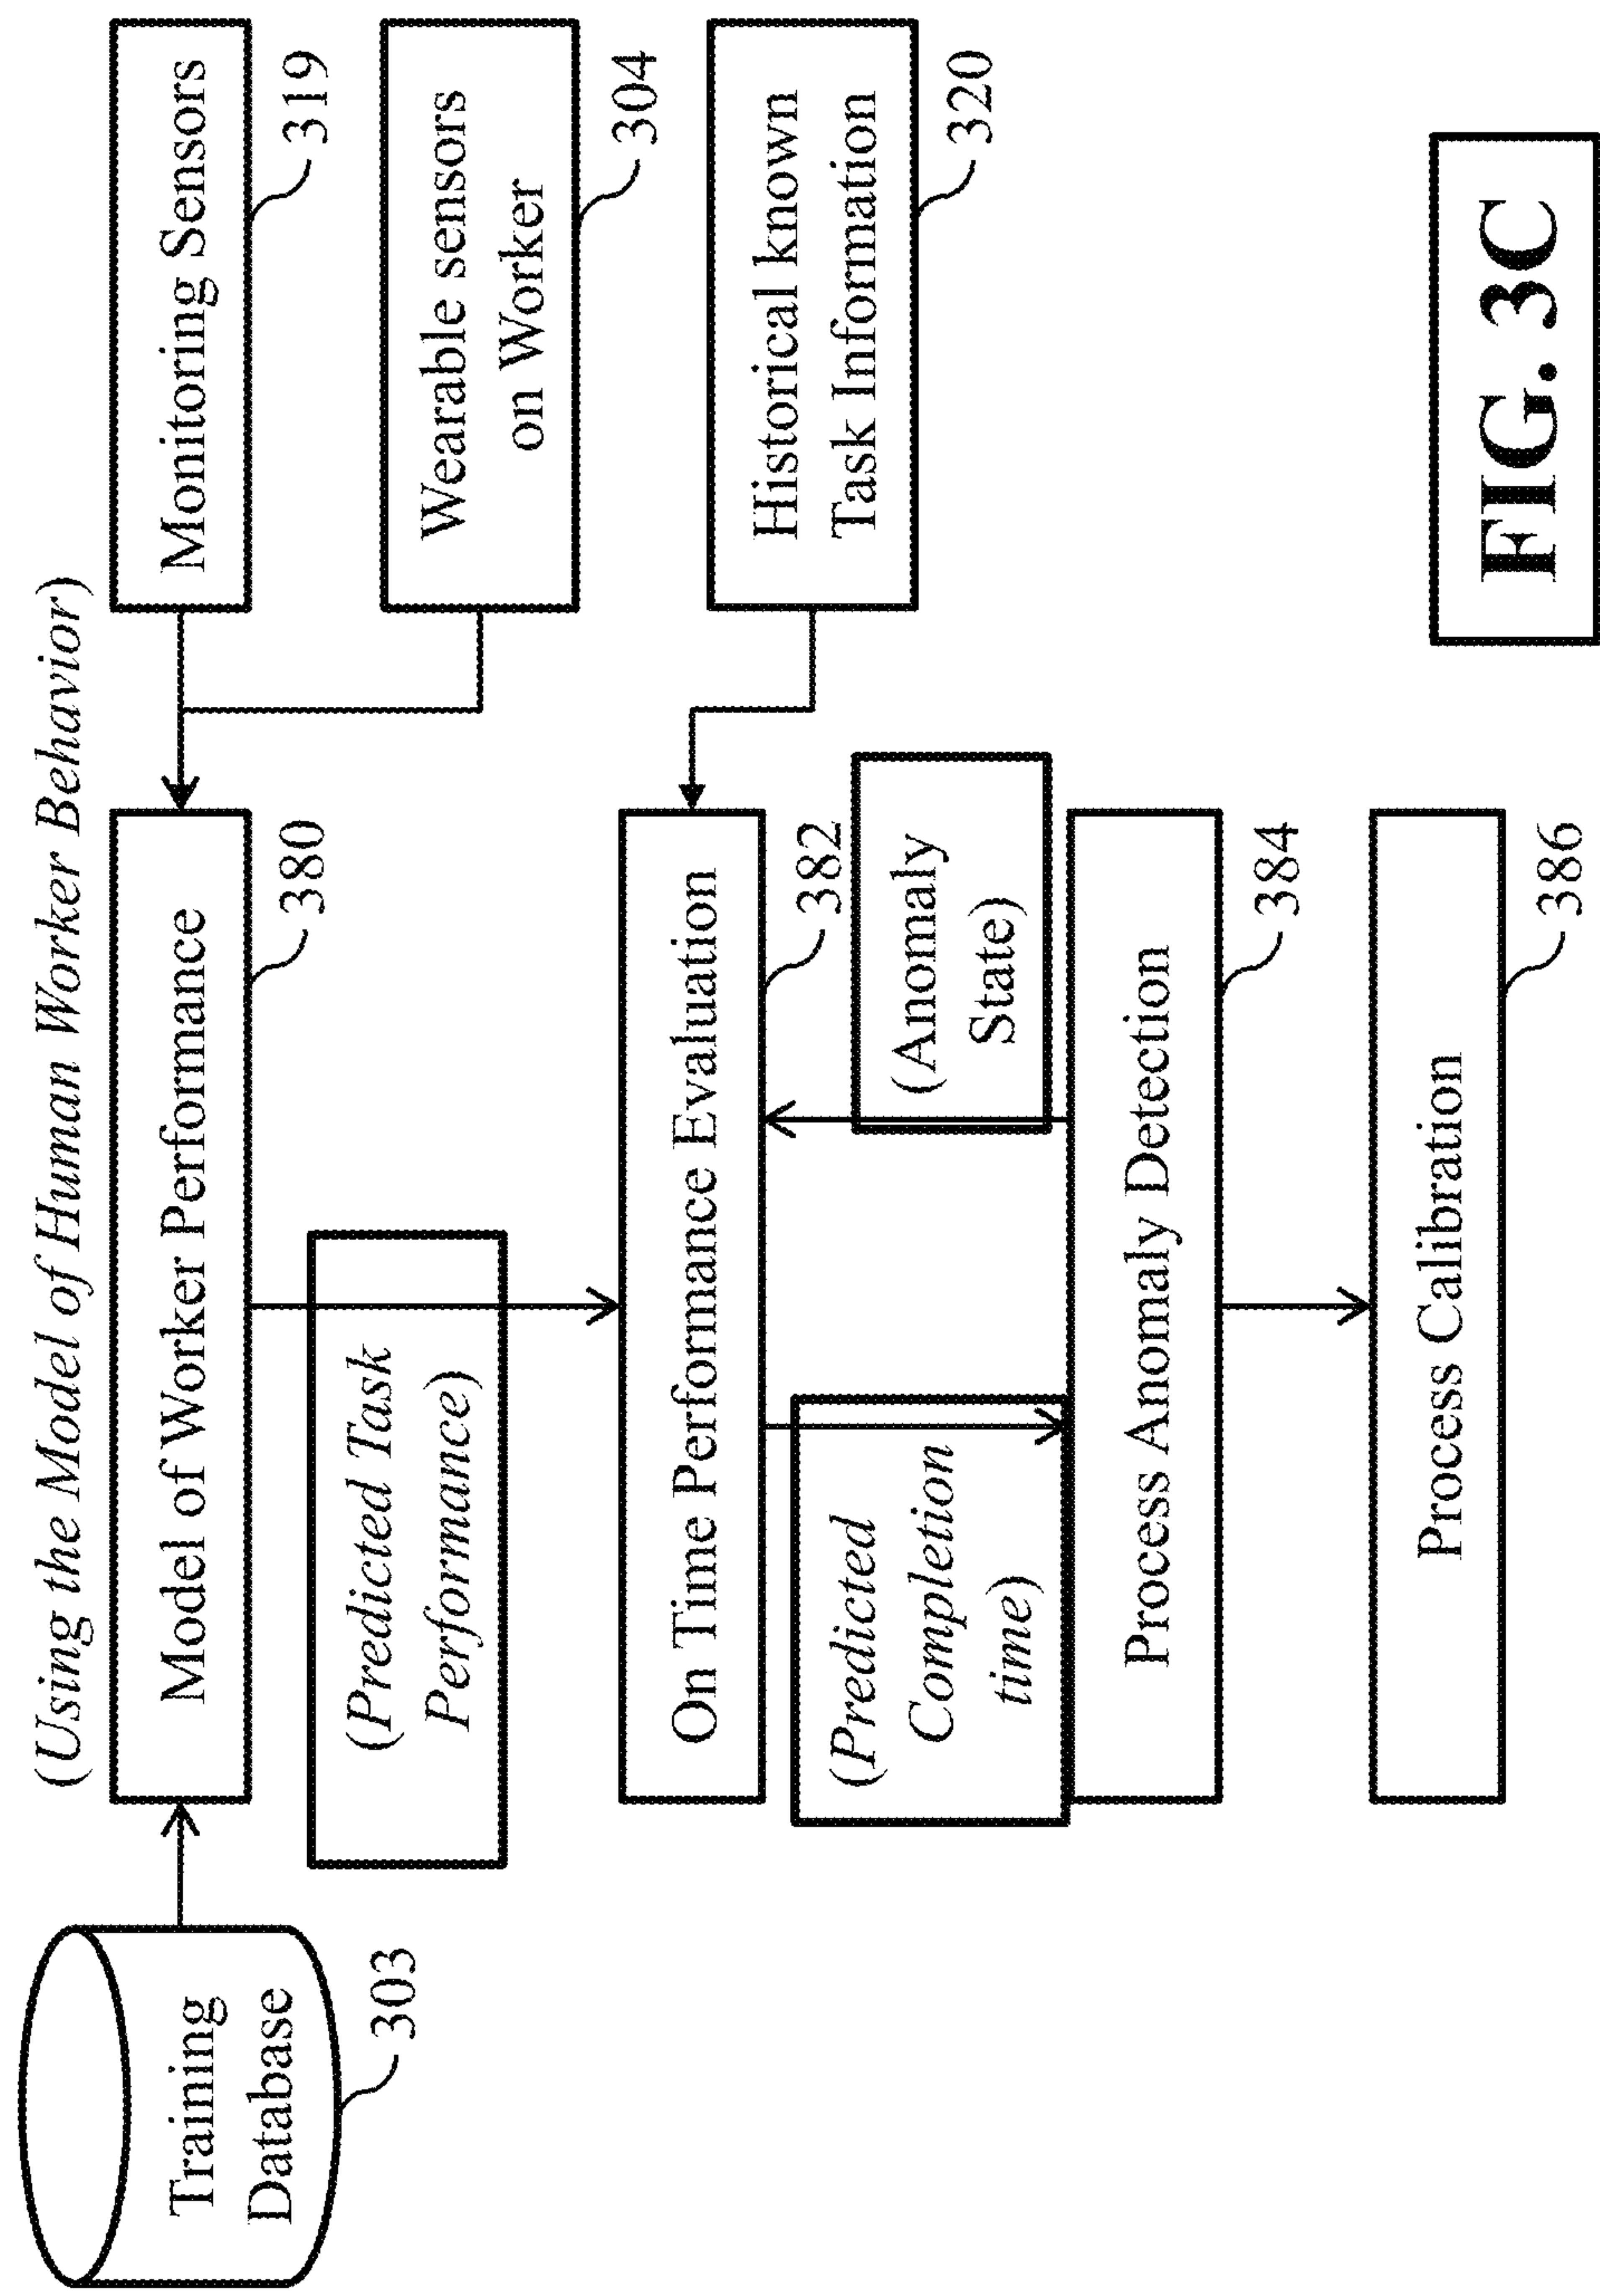 (Using the Model of Human Worker Behavior)
Training
Database
303
Model of Worker Performance
380
Monitoring Sensors
319
Wearable sensors
on Worker
304
(Predicted Task
Performance)
On Time Performance Evaluation
382
Historical known
Task Information
320
(Predicted
Completion
time)
(Anomaly
State)
Process Anomaly Detection
384
Process Calibration
386
FIG. 3C